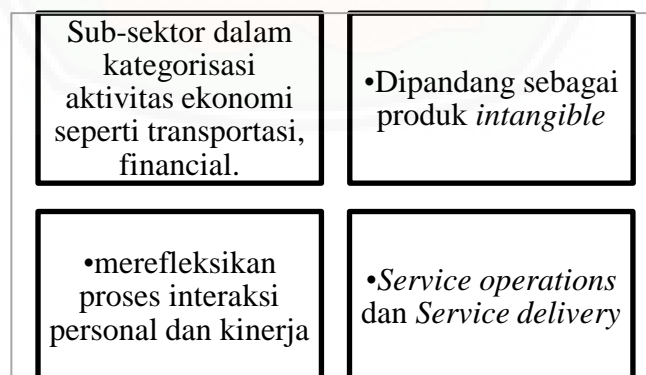 Sub-sektor dalam
kategorisasi
aktivitas ekonomi
seperti transportasi,
financial.
•Dipandang sebagai
produk intangible
•merefleksikan
proses interaksi
personal dan kinerja
•Service operations
dan Service delivery